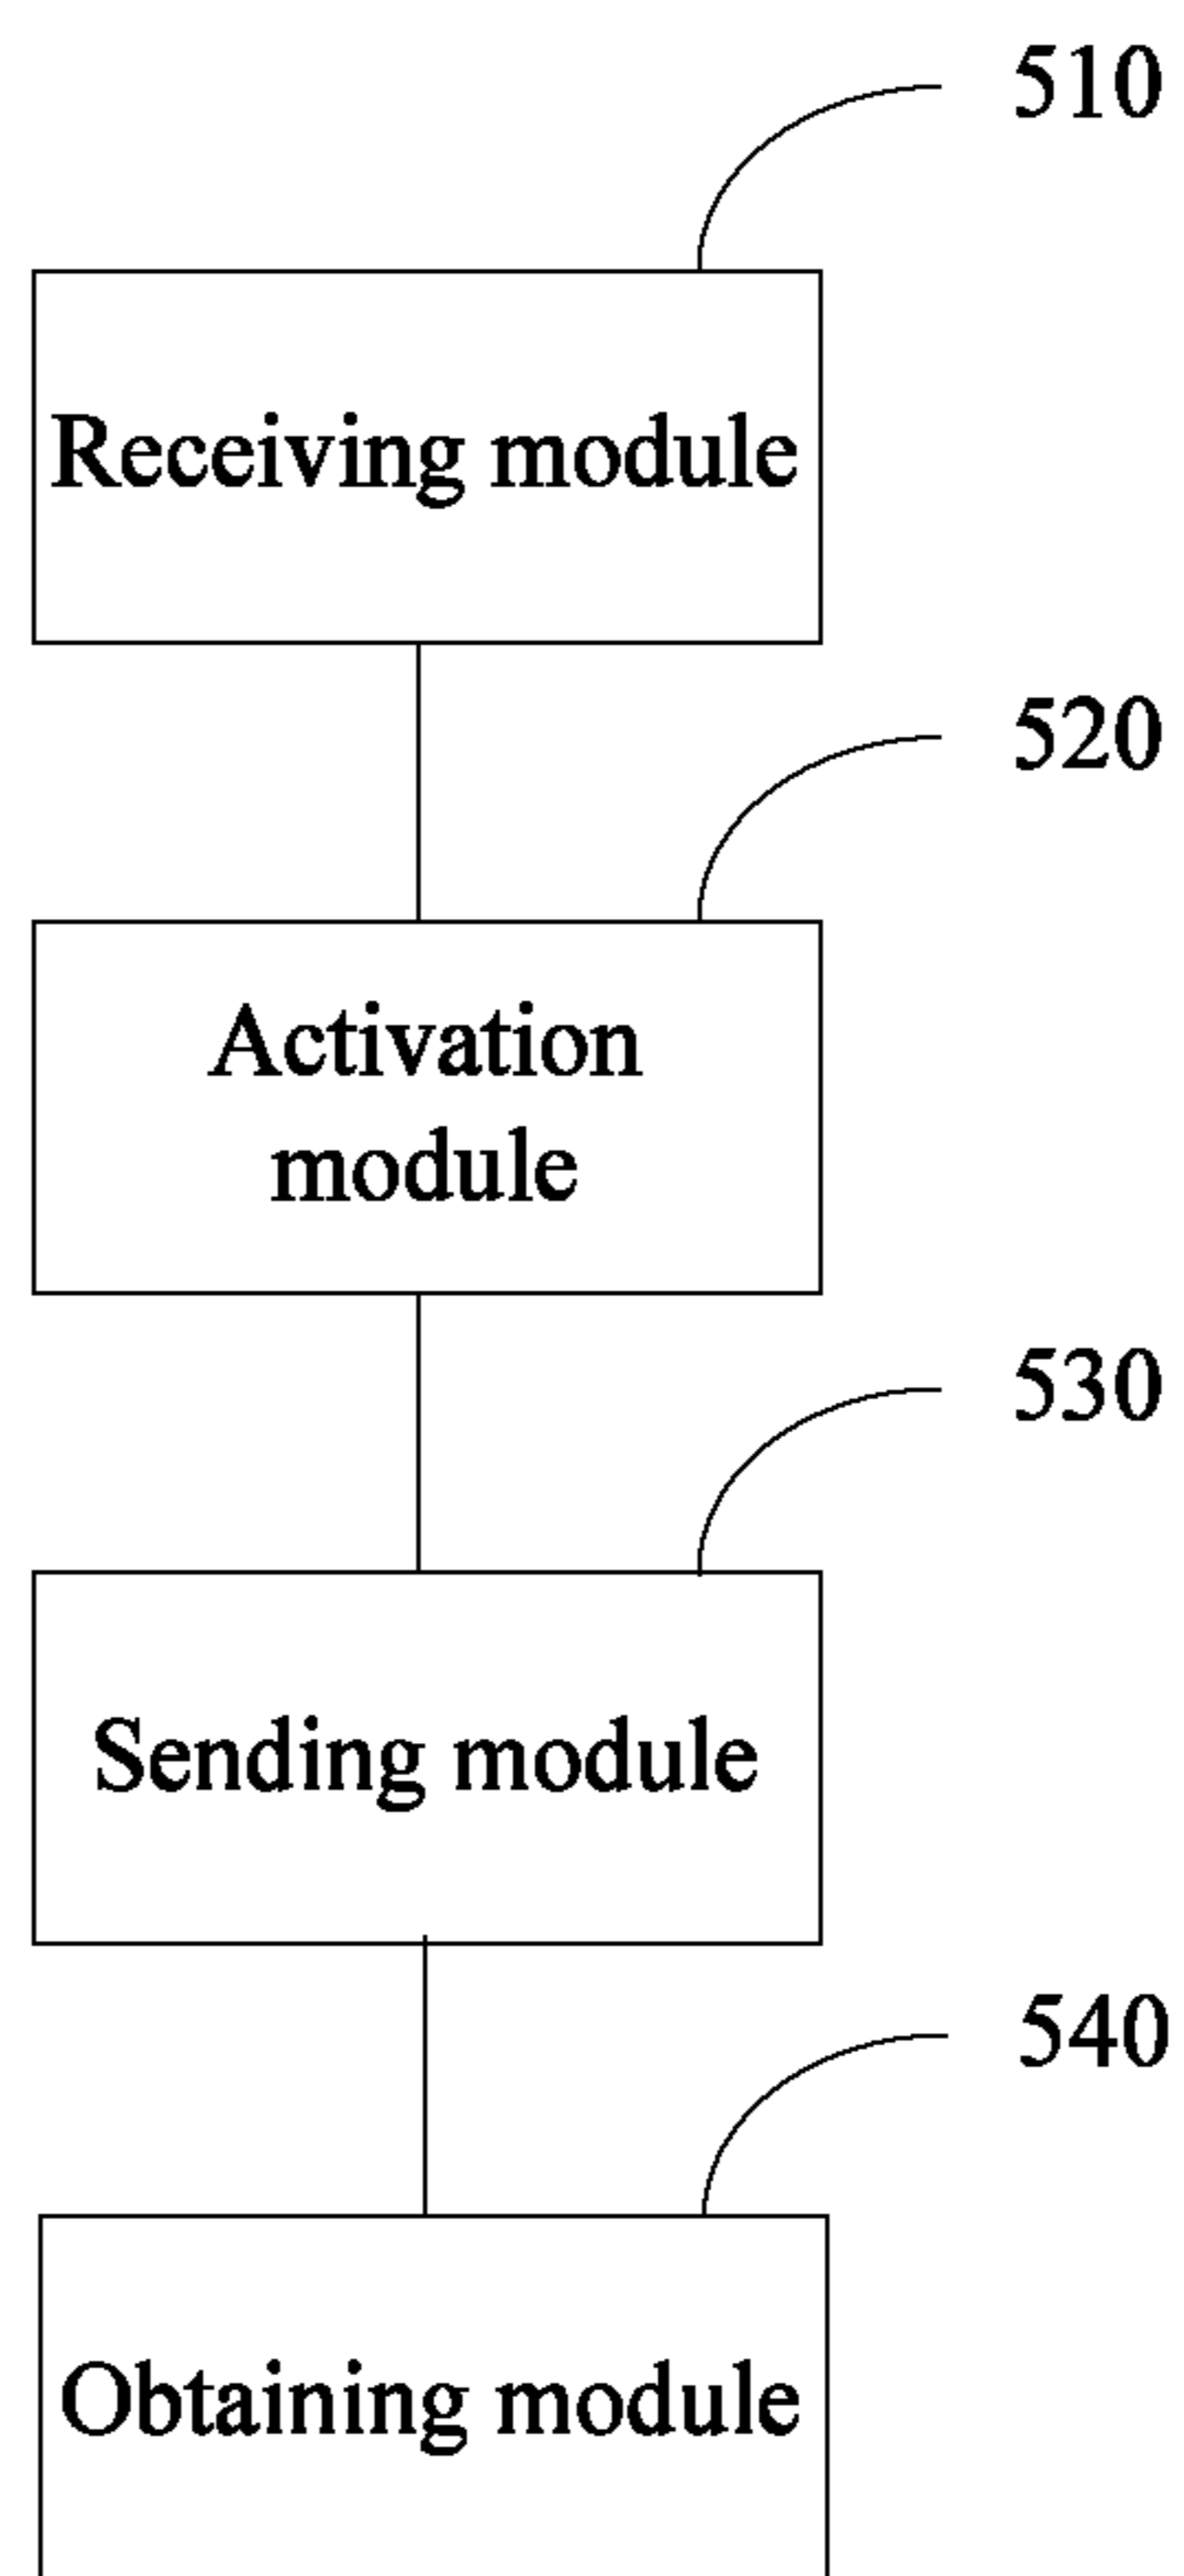 510
Receiving module
520
Activation
module
530
Sending module
540
Obtaining module